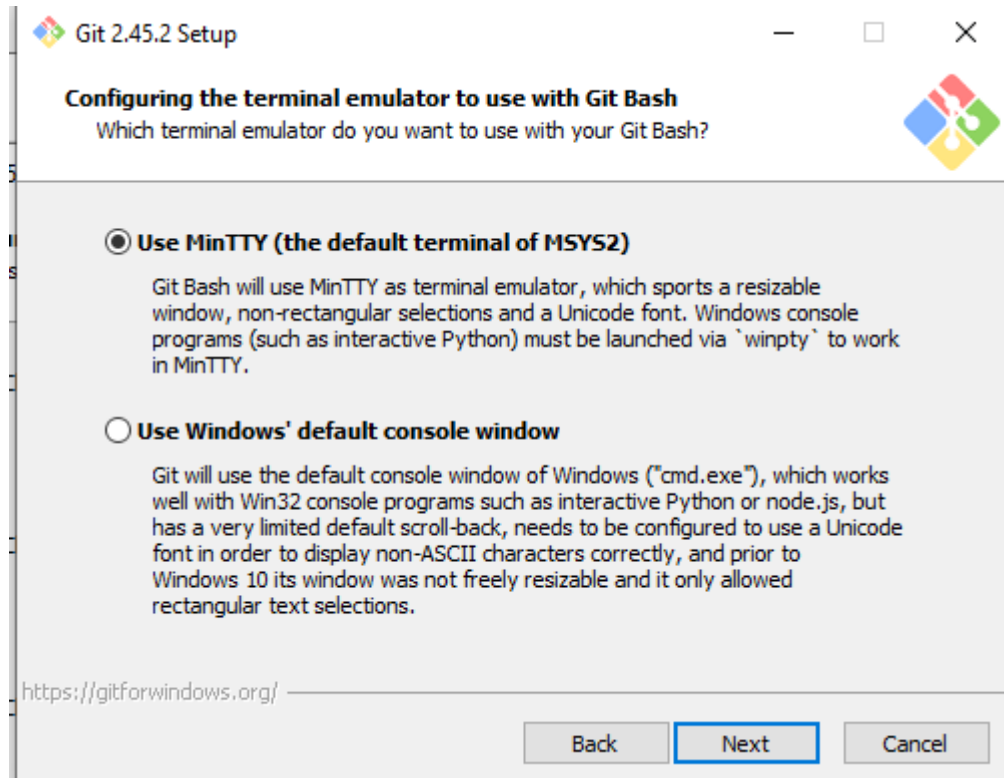 Git 2.45.2 Setup
Configuring the terminal emulator to use with Git Bash
Which terminal emulator do you want to use with your Git Bash?
Use MinTTY (the default terminal of MSYS2)
Git Bash will use MinTTY as terminal emulator, which sports a resizable
window, non-rectangular selections and a Unicode font. Windows console
programs (such as interactive Python) must be launched via `winpty` to work
in MinTTY.
Use Windows' default console window
Git will use the default console window of Windows ("cmd.exe"), which works
well with Win32 console programs such as interactive Python or node.js, but
has a very limited default scroll-back, needs to be configured to use a Unicode
font in order to display non-ASCII characters correctly, and prior to
Windows 10 its window was not freely resizable and it only allowed
rectangular text selections.
https://gitforwindows.org/
Back Next Cancel